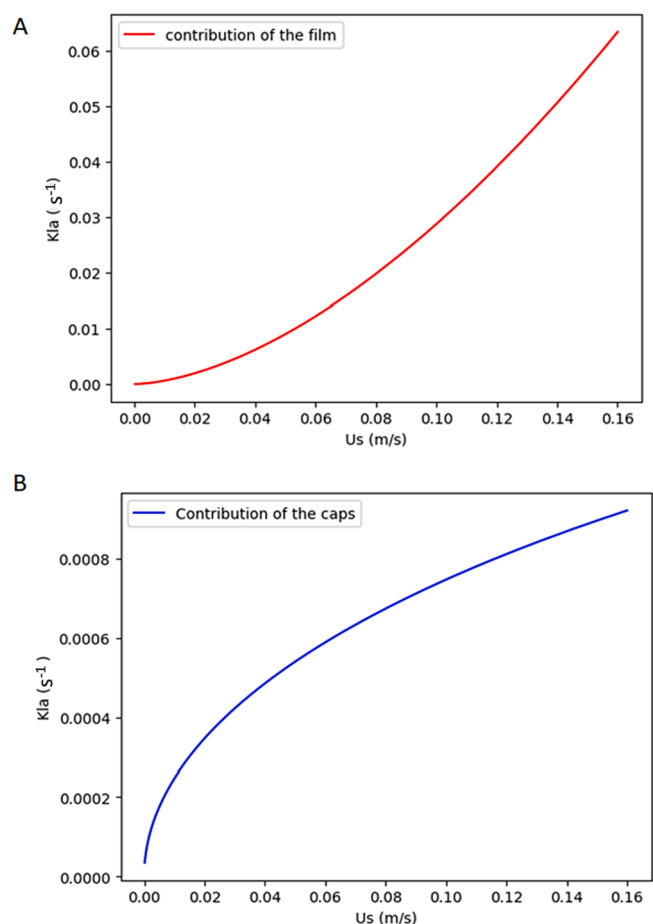 A
contribution of the film
0.06
0.05
0.04
0.03
0.02
0.01
0.00
Kla ( s-1)
0.00 0.02 0.04 0.06 0.08 0.10 0.12 0.14 0.16
Us (m/s)
B
Contribution of the caps
0.0008
0.0006
0.0004
0.0002
0.0000
Kla (s-1 )
0.00 0.02 0.04 0.06 0.08 0.10 0.12 0.14 0.16
Us (m/s)